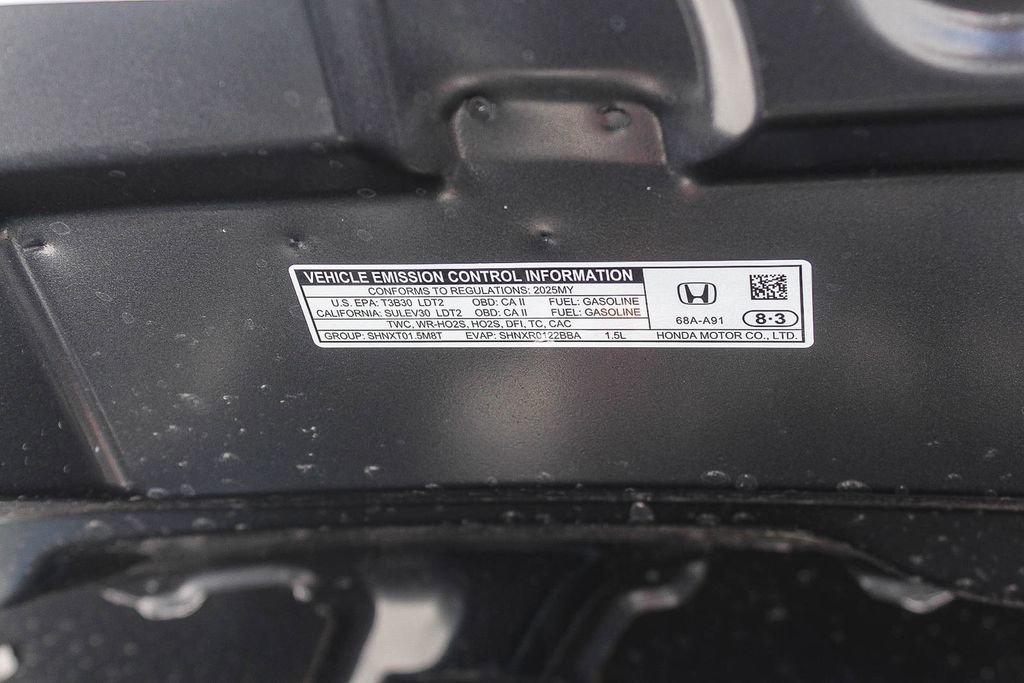 VEHICLE EMISSION CONTROL INFORMATION
CONFORMS TO REGULATIONS: 2025MY
U.S. EPA: T3B30 LDT2 OBD: CA II FUEL: GASOLINE
CALIFORNIA: SULEV30 LDT2 OBD: CA II FUEL: GASOLINE
TWC, WR-HO2S, HO2S, DFI, TC, CAC
GROUP: SHNXT01.5M8T EVAP: SHNXR0122BBA 1.5L
68A-A91 8·3
HONDA MOTOR CO., LTD.